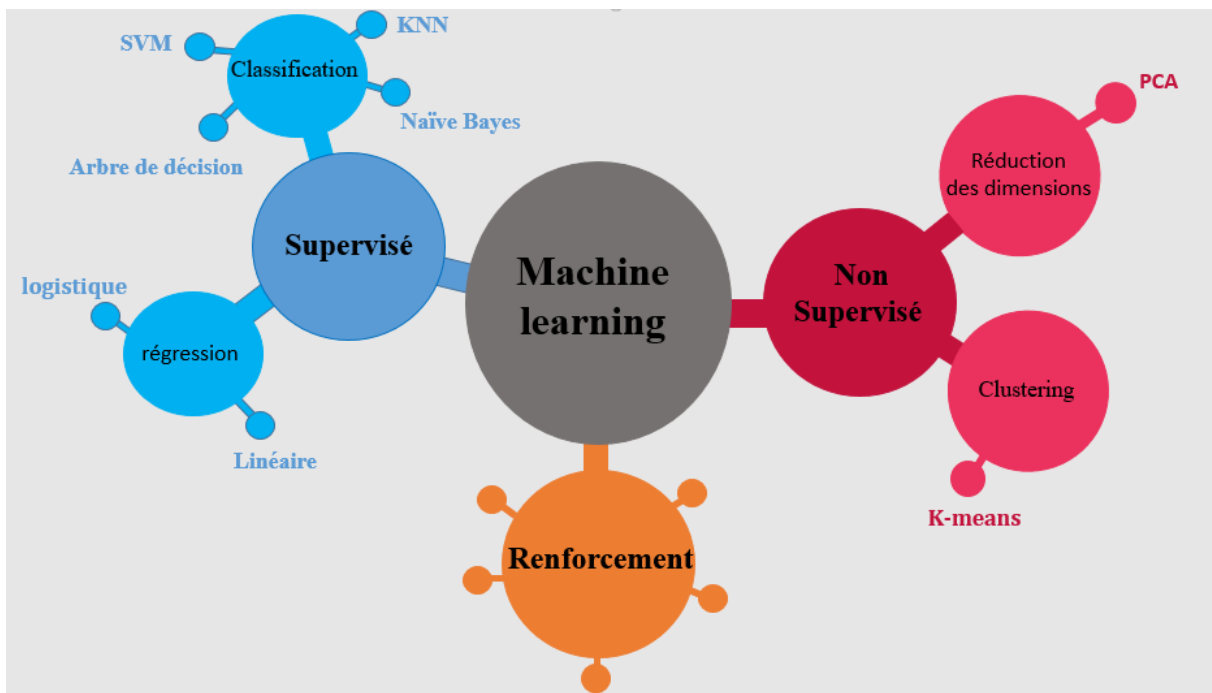 KNN
SVM
Classification
Naïve Bayes
Arbre de décision
Supervisé
logistique
régression
Linéaire
Machine
learning
Non
Supervisé
PCA
Réduction
des dimensions
Clustering
K-means
Renforcement